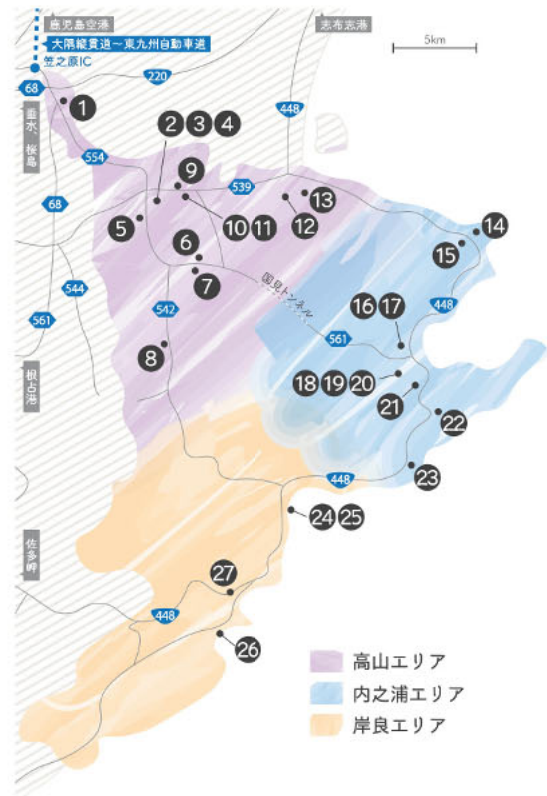 鹿児島空港
志布志港
大隅縦貫道～東九州自動車道
5km
笠之原IC
220
68
1
448
垂水、桜島
2 3 4
554
9
539
68
5
10 11
12
13
14
15
6
7
国見トンネル
544
542
448
561
16 17
561
8
18 19 20
根占港
21
22
23
448
24 25
佐多岬
27
448
26
高山エリア
内之浦エリア
岸良エリア